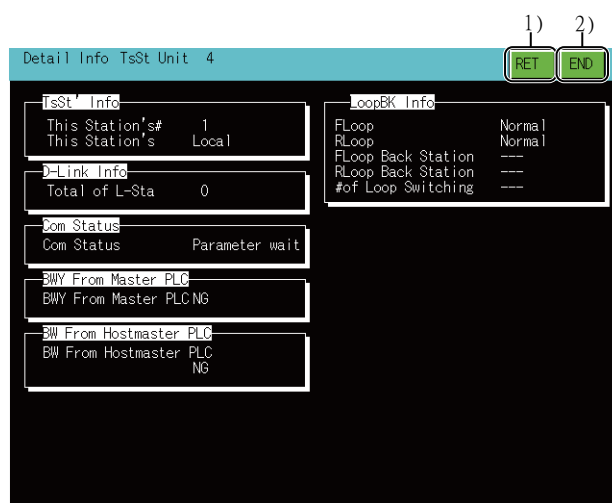 1) 2)
Detail Info TsSt Unit 4 RET END
TsSt' Info
This Station's# 1
This Station's Local
D-Link Info
Total of L-Sta 0
Com Status
Com Status Parameter wait
BWY From Master PLC
BWY From Master PLC NG
BW From Hostmaster PLC
BW From Hostmaster PLC
NG
LoopBK Info
FLoop Normal
RLoop Normal
FLoop Back Station ---
RLoop Back Station ---
#of Loop Switching ---